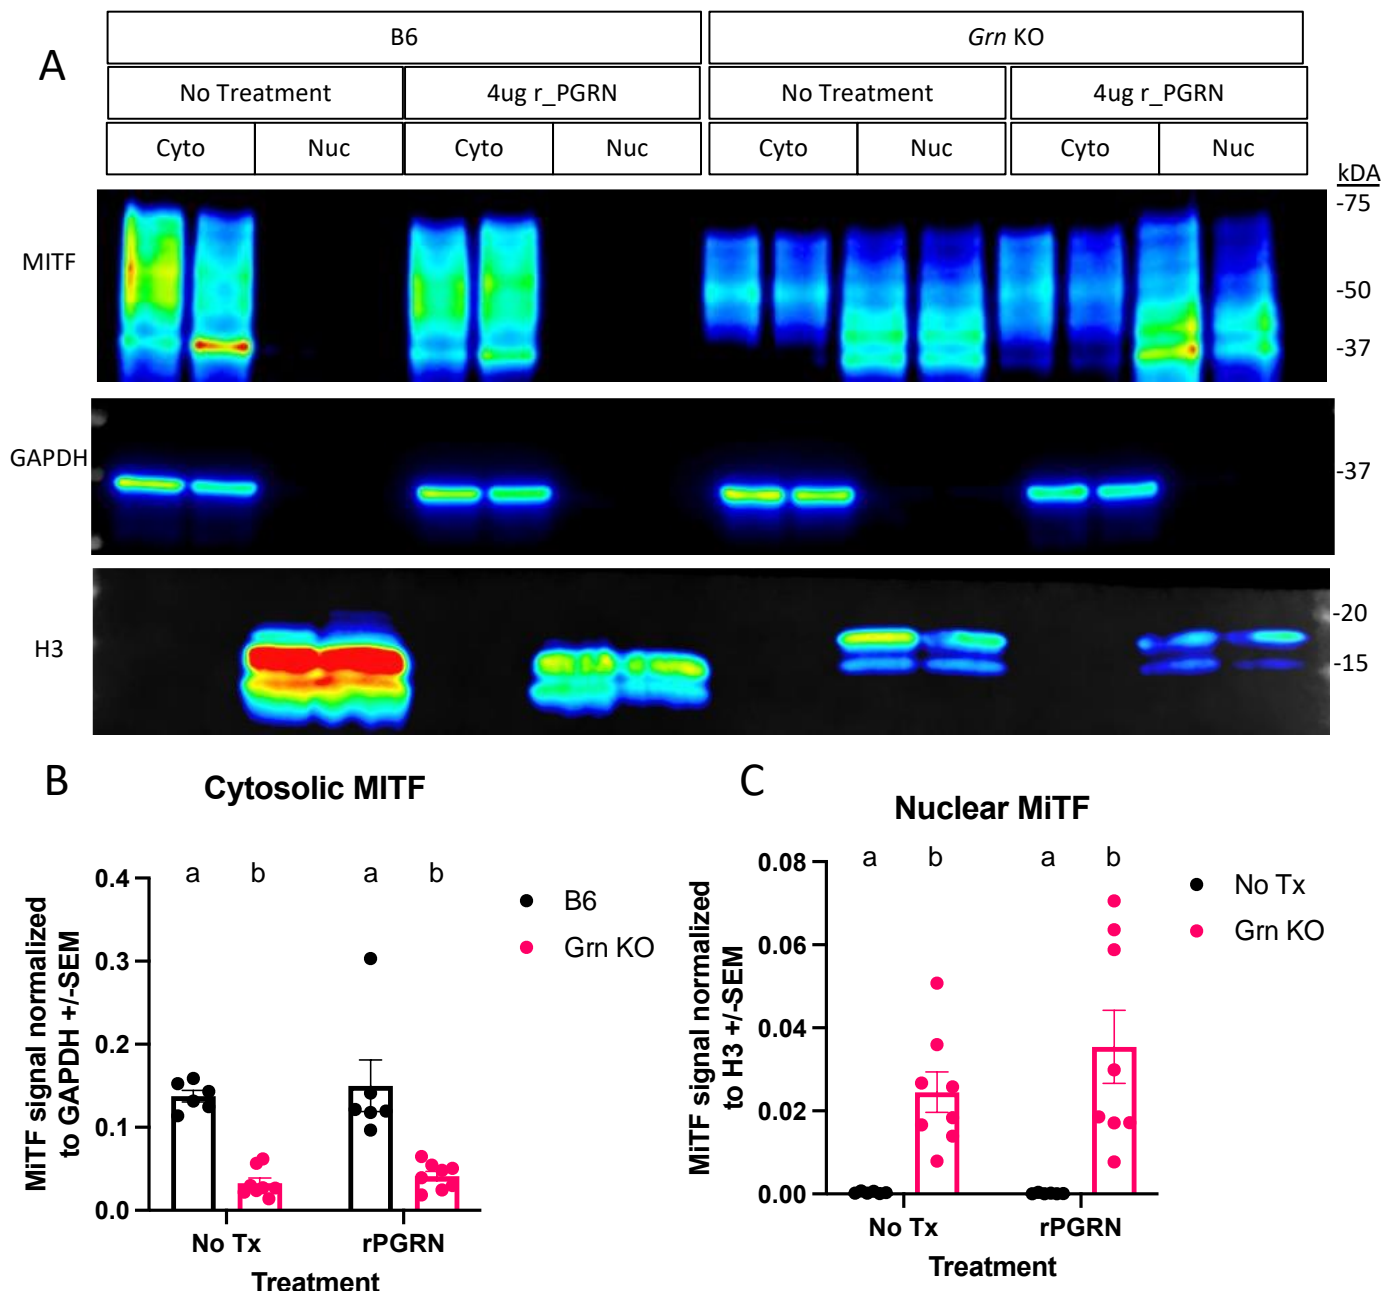 A
B6
Grn KO
No Treatment
4ug r_PGRN
No Treatment
4ug r_PGRN
Cyto
Nuc
Cyto
Nuc
Cyto
Nuc
Cyto
Nuc
kDA
-75
MITF
-50
-37
GAPDH
-37
-20
H3
-15
B
Cytosolic MITF
MiTF signal normalized
to GAPDH +/-SEM
0.4
0.3
0.2
0.1
0.0
a
b
a
b
B6
Grn KO
No Tx
rPGRN
Treatment
C
Nuclear MiTF
MiTF signal normalized
to H3 +/-SEM
0.08
0.06
0.04
0.02
0.00
a
b
a
b
No Tx
Grn KO
No Tx
rPGRN
Treatment